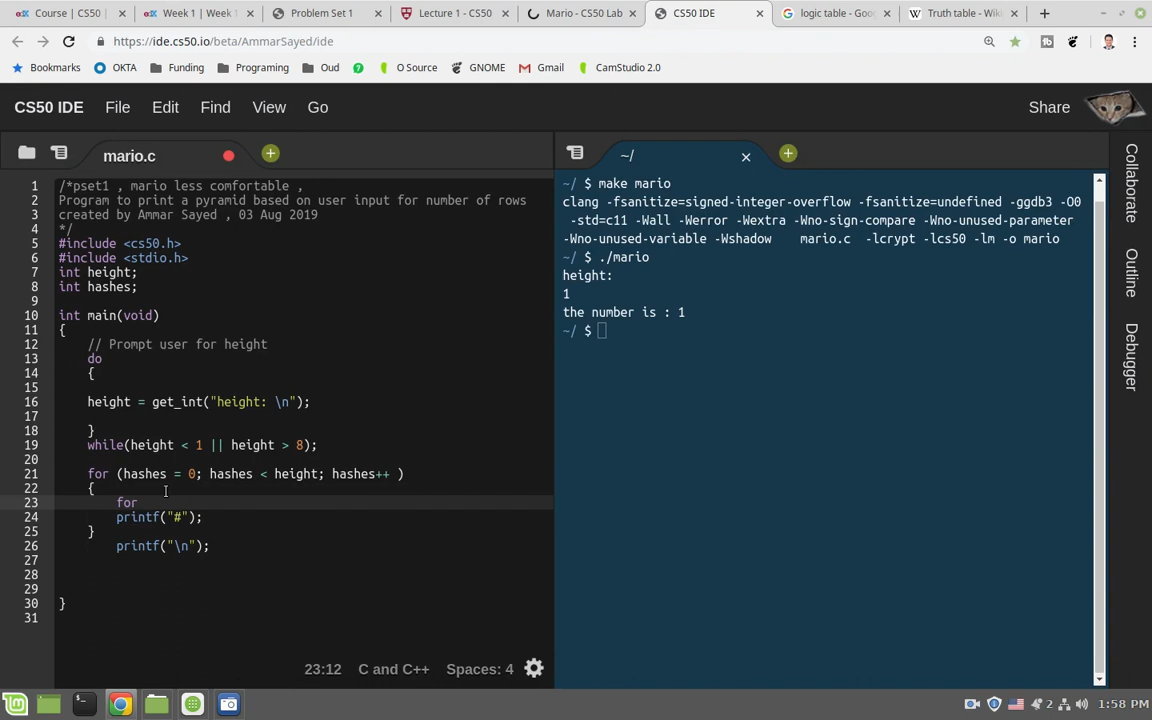 Course | CS50
Week 1 | Week
Problem Set 1
Lecture 1 - CS50
Mario - CS50 Lab
CS50 IDE
logic table - Goog
Truth table - Wiki
https://ide.cs50.io/beta/AmmarSayed/ide
Bookmarks OKTA Funding Programing Oud O Source GNOME Gmail CamStudio 2.0
CS50 IDE File Edit Find View Go Share
mario.c
1 /*pset1 , mario less comfortable ,
2 Program to print a pyramid based on user input for number of rows
3 created by Ammar Sayed , 03 Aug 2019
4 */
5 #include <cs50.h>
6 #include <stdio.h>
7 int height;
8 int hashes;
9
10 int main(void)
11 {
12 // Prompt user for height
13 do
14 {
15
16 height = get_int("height: \n");
17
18 }
19 while(height < 1 || height > 8);
20
21 for (hashes = 0; hashes < height; hashes++ )
22 {
23 for
24 printf("#");
25 }
26 printf("\n");
27
28
29
30 }
31
23:12 C and C++ Spaces: 4
~/
~/ $ make mario
clang -fsanitize=signed-integer-overflow -fsanitize=undefined -ggdb3 -O0
-std=c11 -Wall -Werror -Wextra -Wno-sign-compare -Wno-unused-parameter
-Wno-unused-variable -Wshadow mario.c -lcrypt -lcs50 -lm -o mario
~/ $ ./mario
height:
1
the number is : 1
~/ $
Collaborate
Outline
Debugger
2 1:58 PM